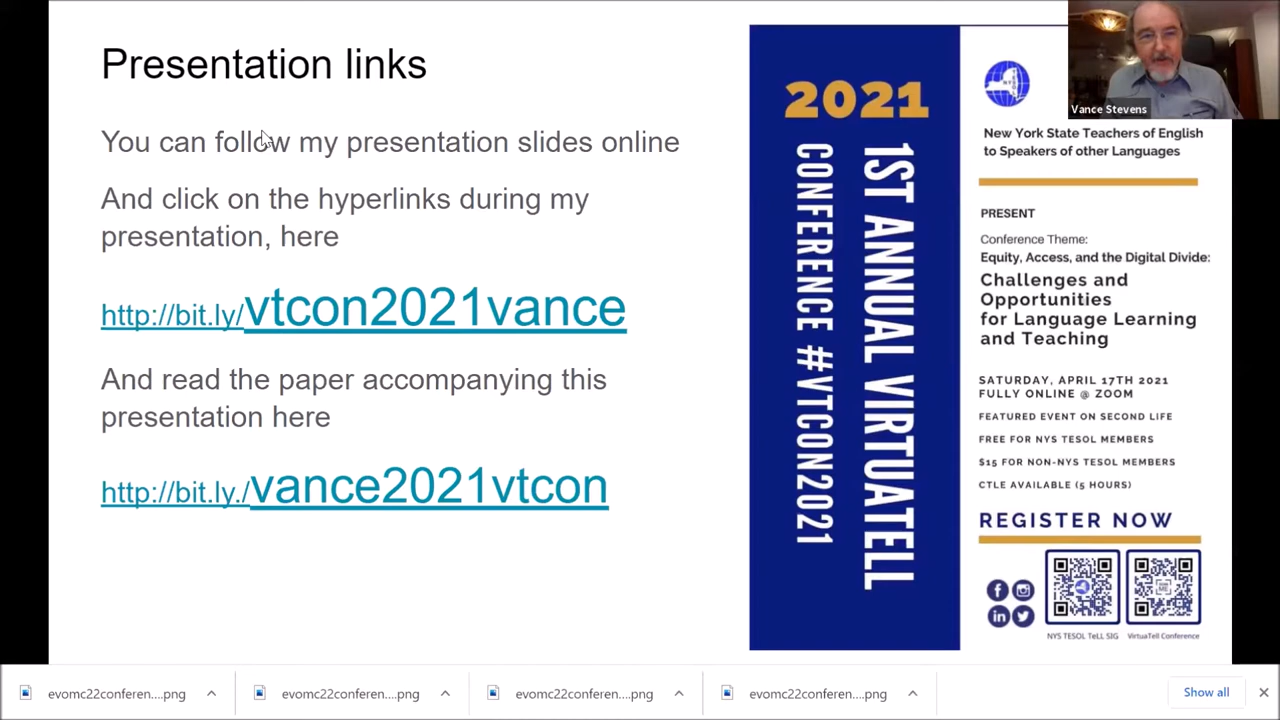 Presentation links
You can follow my presentation slides online
And click on the hyperlinks during my
presentation, here
http://bit.ly/vtcon2021vance
And read the paper accompanying this
presentation here
http://bit.ly./vance2021vtcon
2021
1ST ANNUAL VIRTUATELL
CONFERENCE #VTCON2021
New York State Teachers of English
to Speakers of other Languages
PRESENT
Conference Theme:
Equity, Access, and the Digital Divide:
Challenges and
Opportunities
for Language Learning
and Teaching
SATURDAY, APRIL 17TH 2021
FULLY ONLINE @ ZOOM
FEATURED EVENT ON SECOND LIFE
FREE FOR NYS TESOL MEMBERS
$15 FOR NON-NYS TESOL MEMBERS
CTLE AVAILABLE (5 HOURS)
REGISTER NOW
NYS TESOL TeLL SIG
VirtuaTell Conference
Vance Stevens
evomc22conferen....png
evomc22conferen....png
evomc22conferen....png
evomc22conferen....png
Show all